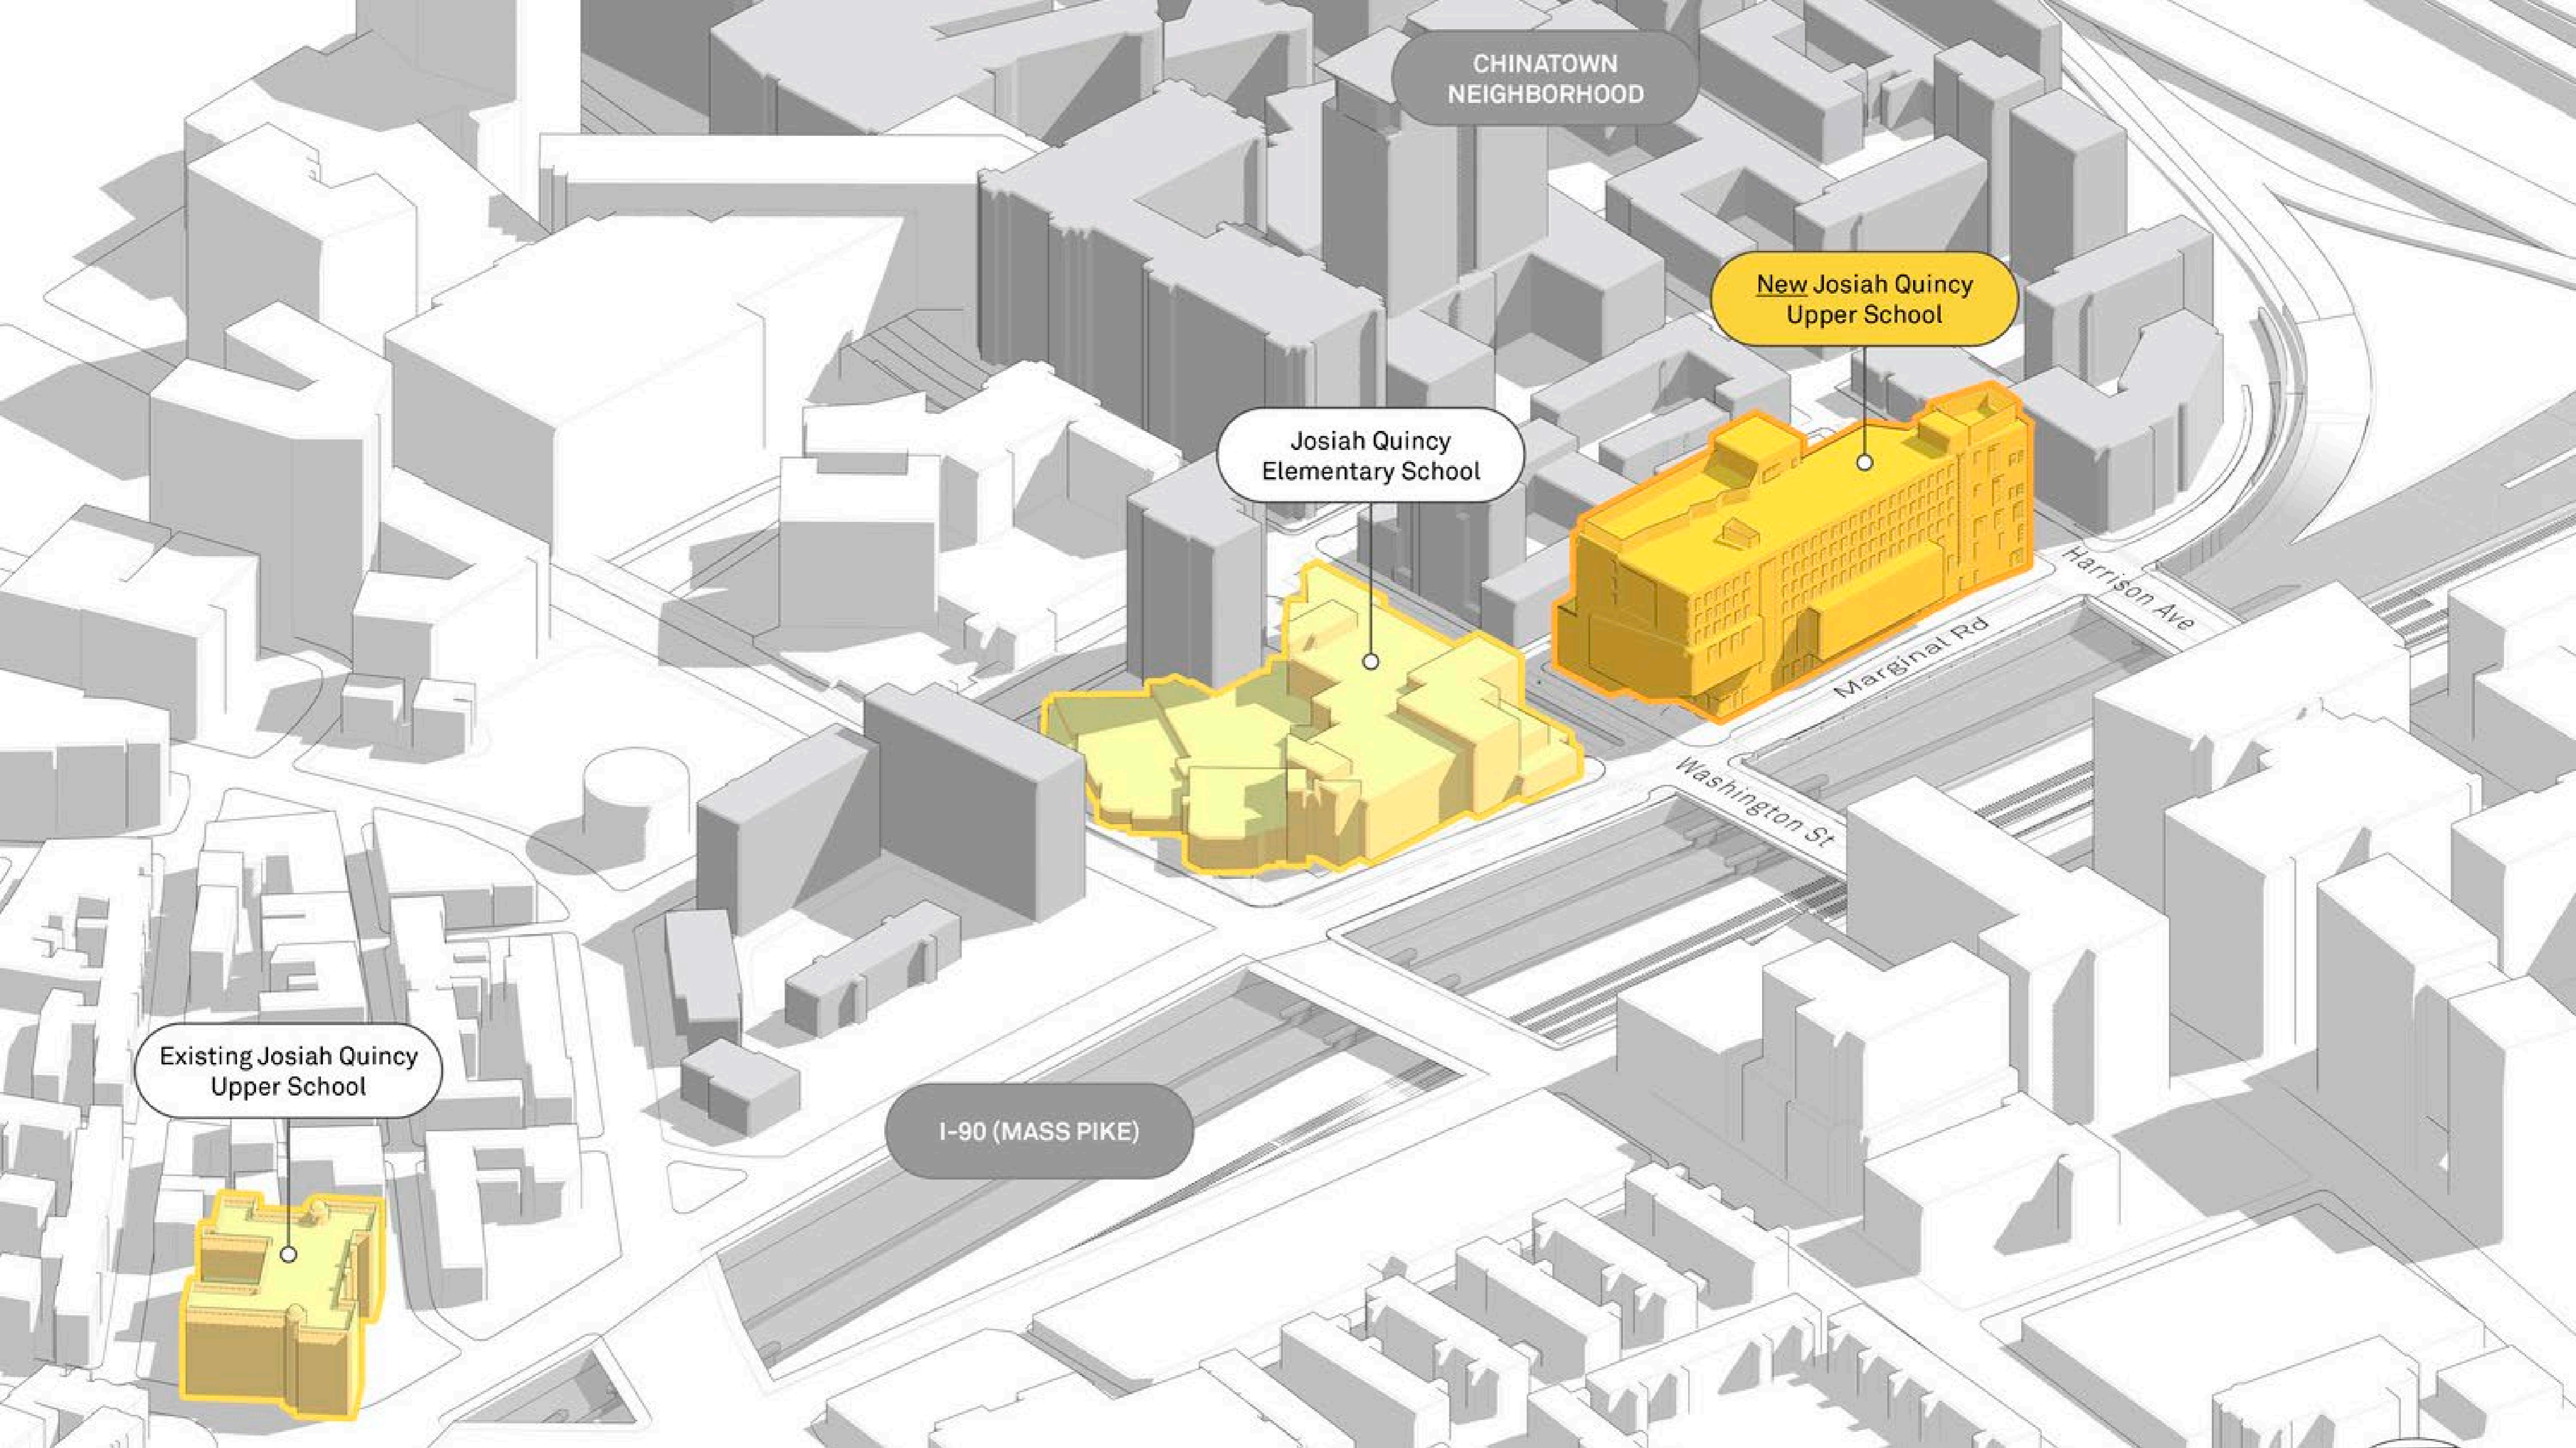 CHINATOWN
NEIGHBORHOOD
New Josiah Quincy
Upper School
Josiah Quincy
Elementary School
Harrison Ave
Marginal Rd
Washington St
Existing Josiah Quincy
Upper School
I-90 (MASS PIKE)